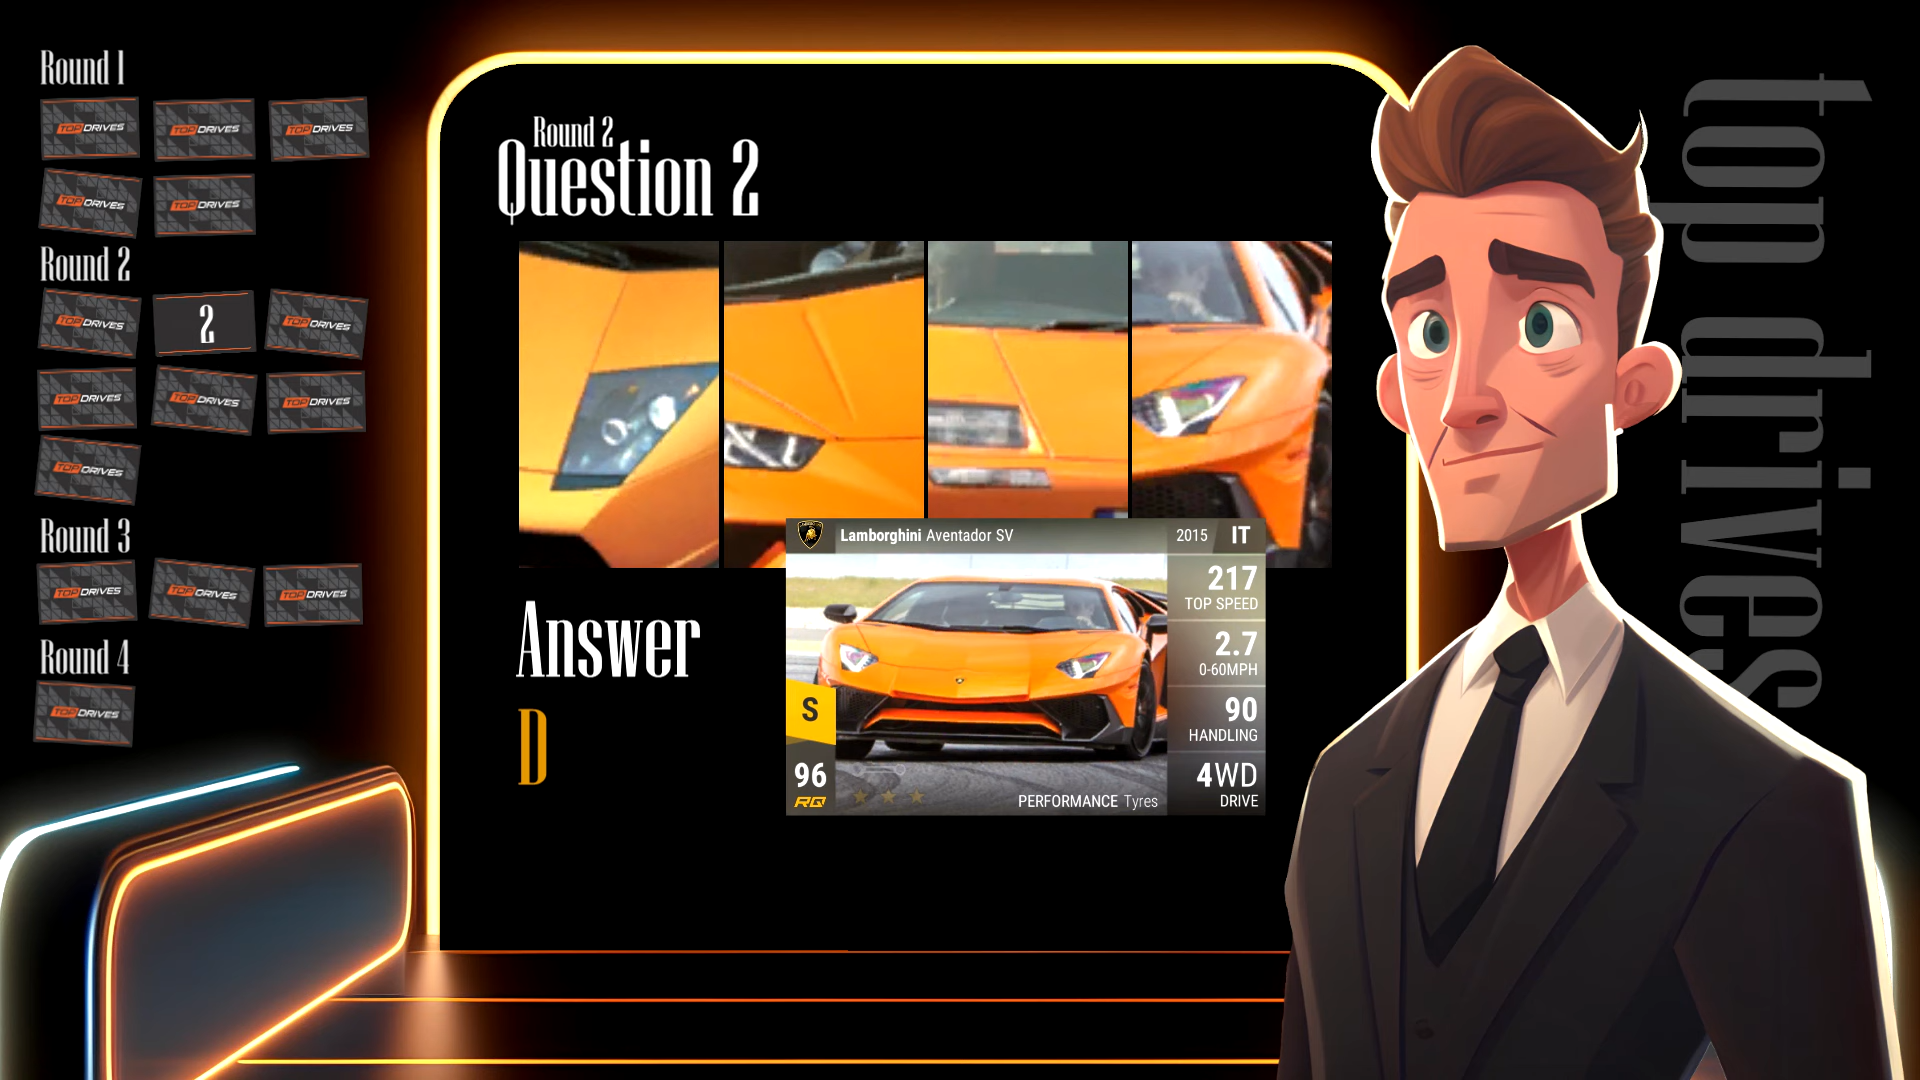 Round 1
TOP DRIVES
TOP DRIVES
TOP DRIVES
TOP DRIVES
TOP DRIVES
Round 2
TOP DRIVES
2
TOP DRIVES
TOP DRIVES
TOP DRIVES
TOP DRIVES
TOP DRIVES
Round 3
TOP DRIVES
TOP DRIVES
TOP DRIVES
Round 4
TOP DRIVES
Round 2
Question 2
Answer
D
Lamborghini Aventador SV 2015 IT
217
TOP SPEED
2.7
0-60MPH
90
HANDLING
4WD
DRIVE
S
96
RQ
PERFORMANCE Tyres
top drives